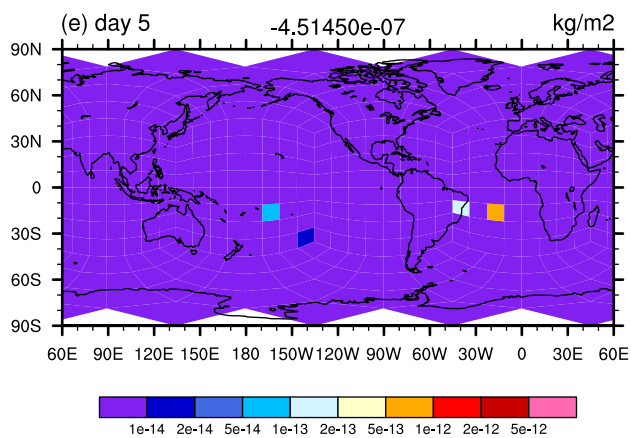 (e) day 5 -4.51450e-07 kg/m2
90N
60N
30N
0
30S
60S
90S
60E 90E 120E 150E 180 150W 120W 90W 60W 30W 0 30E 60E
1e-14 2e-14 5e-14 1e-13 2e-13 5e-13 1e-12 2e-12 5e-12